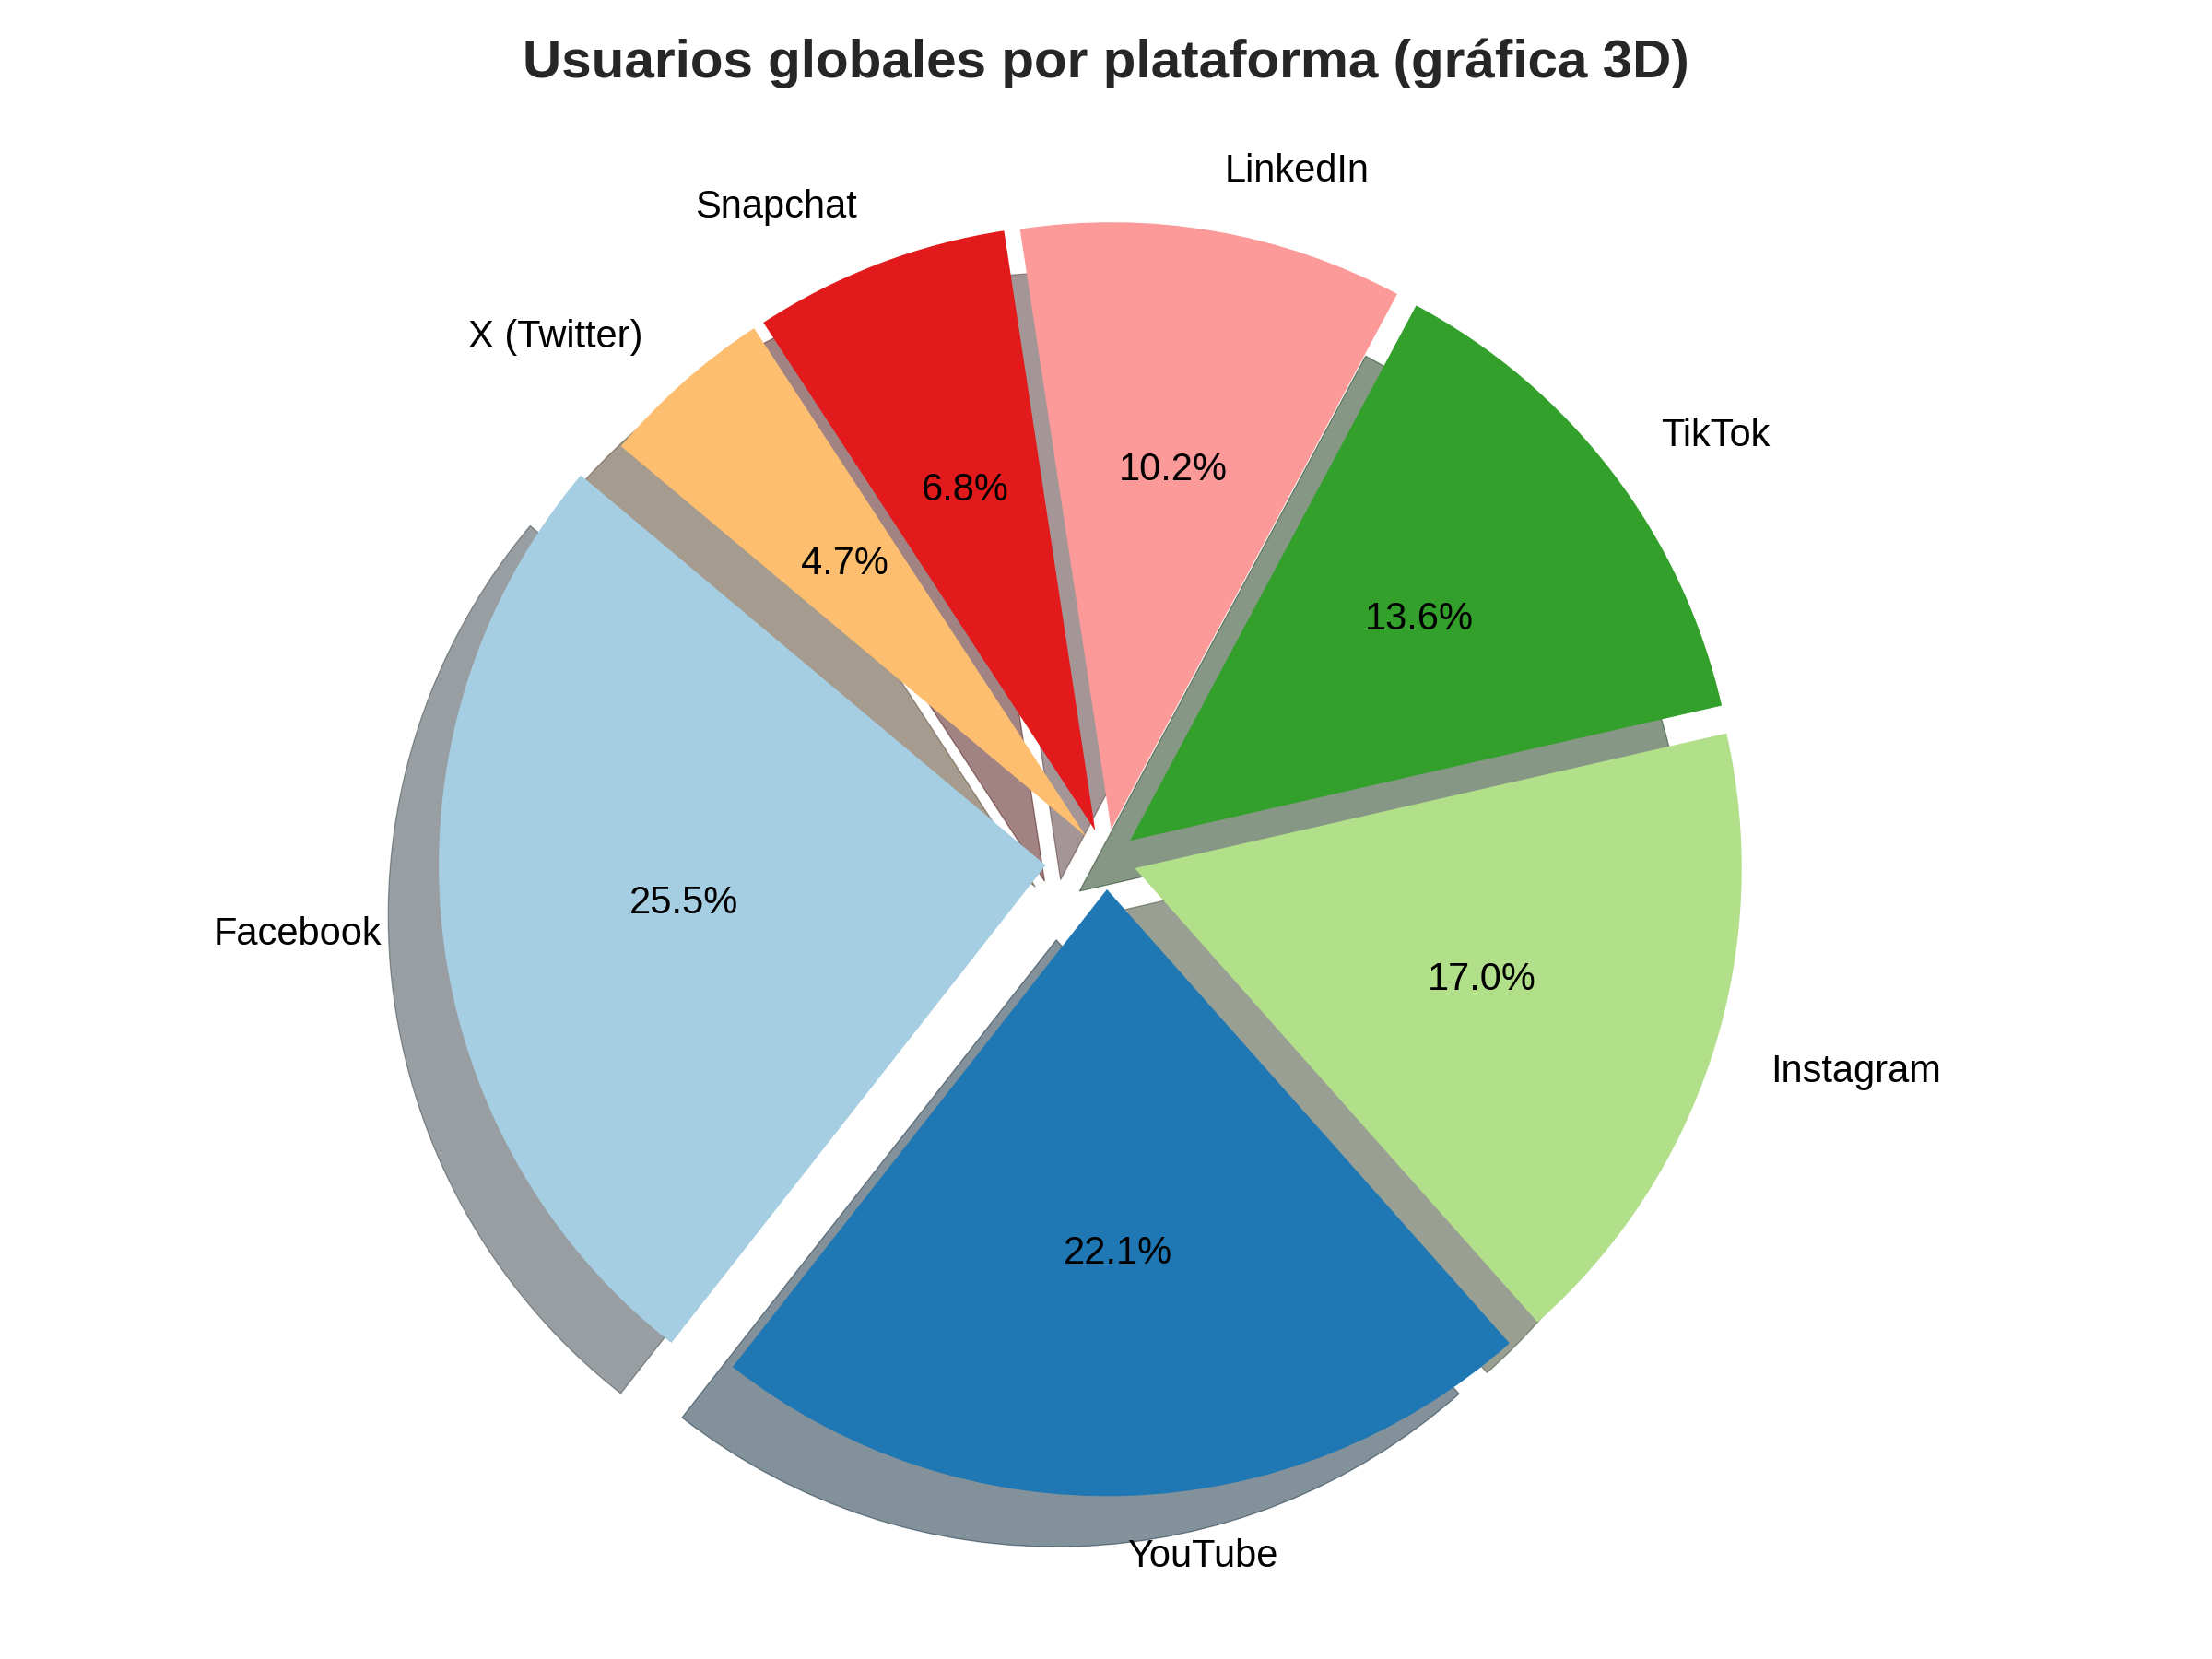 Usuarios globales por plataforma (gráfica 3D)
LinkedIn
Snapchat
X (Twitter)
TikTok
10.2%
6.8%
4.7%
13.6%
25.5%
Facebook
17.0%
Instagram
22.1%
YouTube